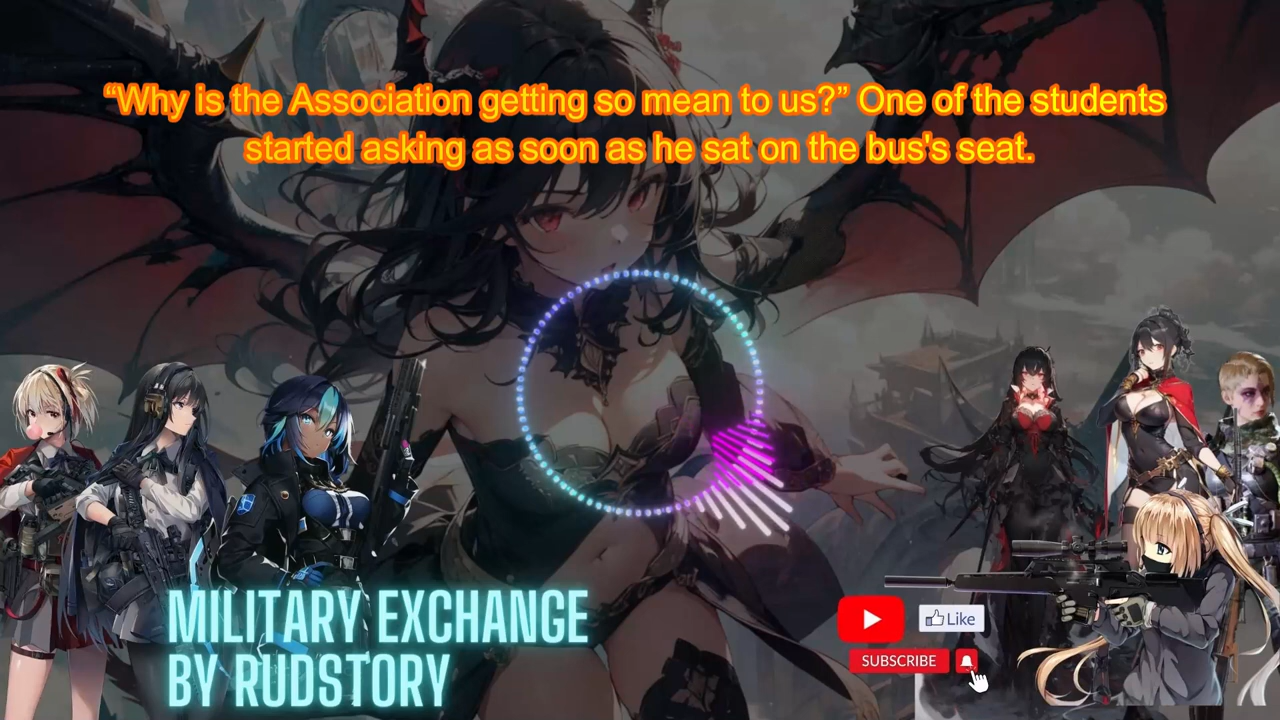 “Why is the Association getting so mean to us?” One of the students
started asking as soon as he sat on the bus's seat.
MILITARY EXCHANGE
BY RUDSTORY
Like
SUBSCRIBE